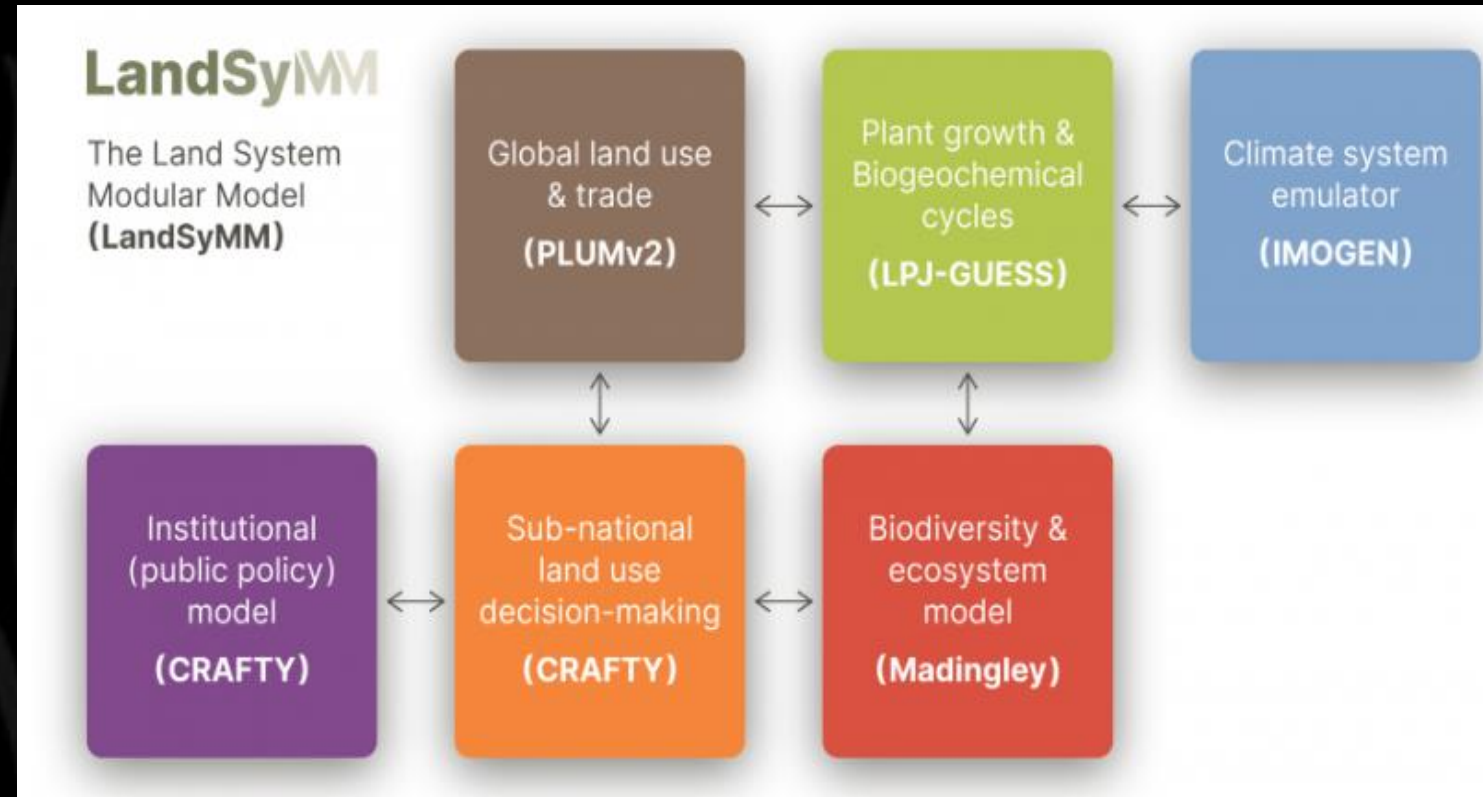 LandSyMM
The Land System
Modular Model
(LandSyMM)
Global land use
& trade
(PLUMv2)
Plant growth &
Biogeochemical
cycles
(LPJ-GUESS)
Climate system
emulator
(IMOGEN)
Institutional
(public policy)
model
(CRAFTY)
Sub-national
land use
decision-making
(CRAFTY)
Biodiversity &
ecosystem
model
(Madingley)